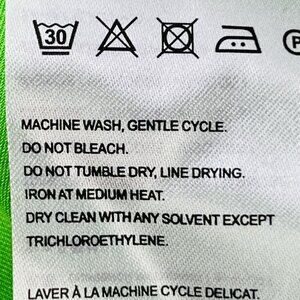 30
P
MACHINE WASH, GENTLE CYCLE.
DO NOT BLEACH.
DO NOT TUMBLE DRY, LINE DRYING.
IRON AT MEDIUM HEAT.
DRY CLEAN WITH ANY SOLVENT EXCEPT
TRICHLOROETHYLENE.
LAVER À LA MACHINE CYCLE DELICAT.